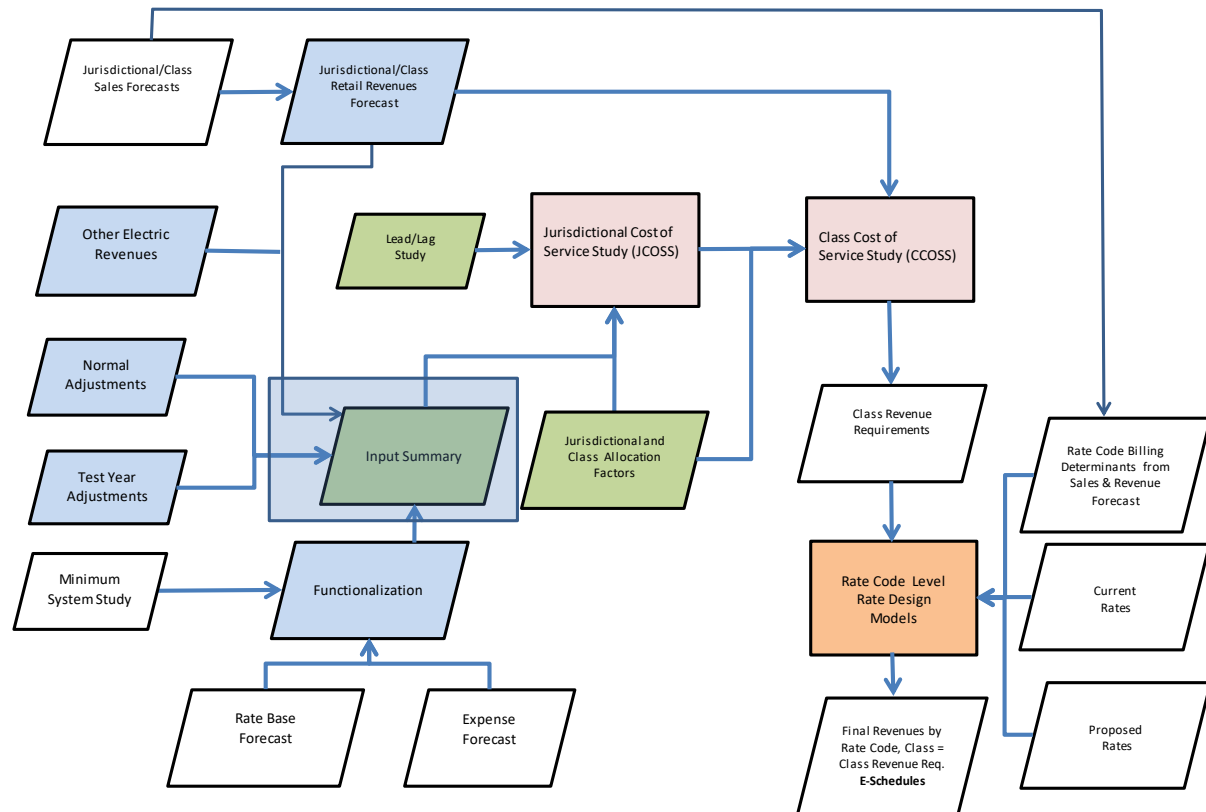 Jurisdictional/Class
Sales Forecasts
Jurisdictional/Class
Retail Revenues
Forecast
Other Electric
Revenues
Lead/Lag
Study
Jurisdictional Cost of
Service Study (JCOSS)
Class Cost of
Service Study (CCOSS)
Normal
Adjustments
Test Year
Adjustments
Input Summary
Jurisdictional and
Class Allocation
Factors
Class Revenue
Requirements
Rate Code Billing
Determinants from
Sales & Revenue
Forecast
Minimum
System Study
Functionalization
Rate Code Level
Rate Design
Models
Current
Rates
Rate Base
Forecast
Expense
Forecast
Final Revenues by
Rate Code, Class =
Class Revenue Req.
E-Schedules
Proposed
Rates